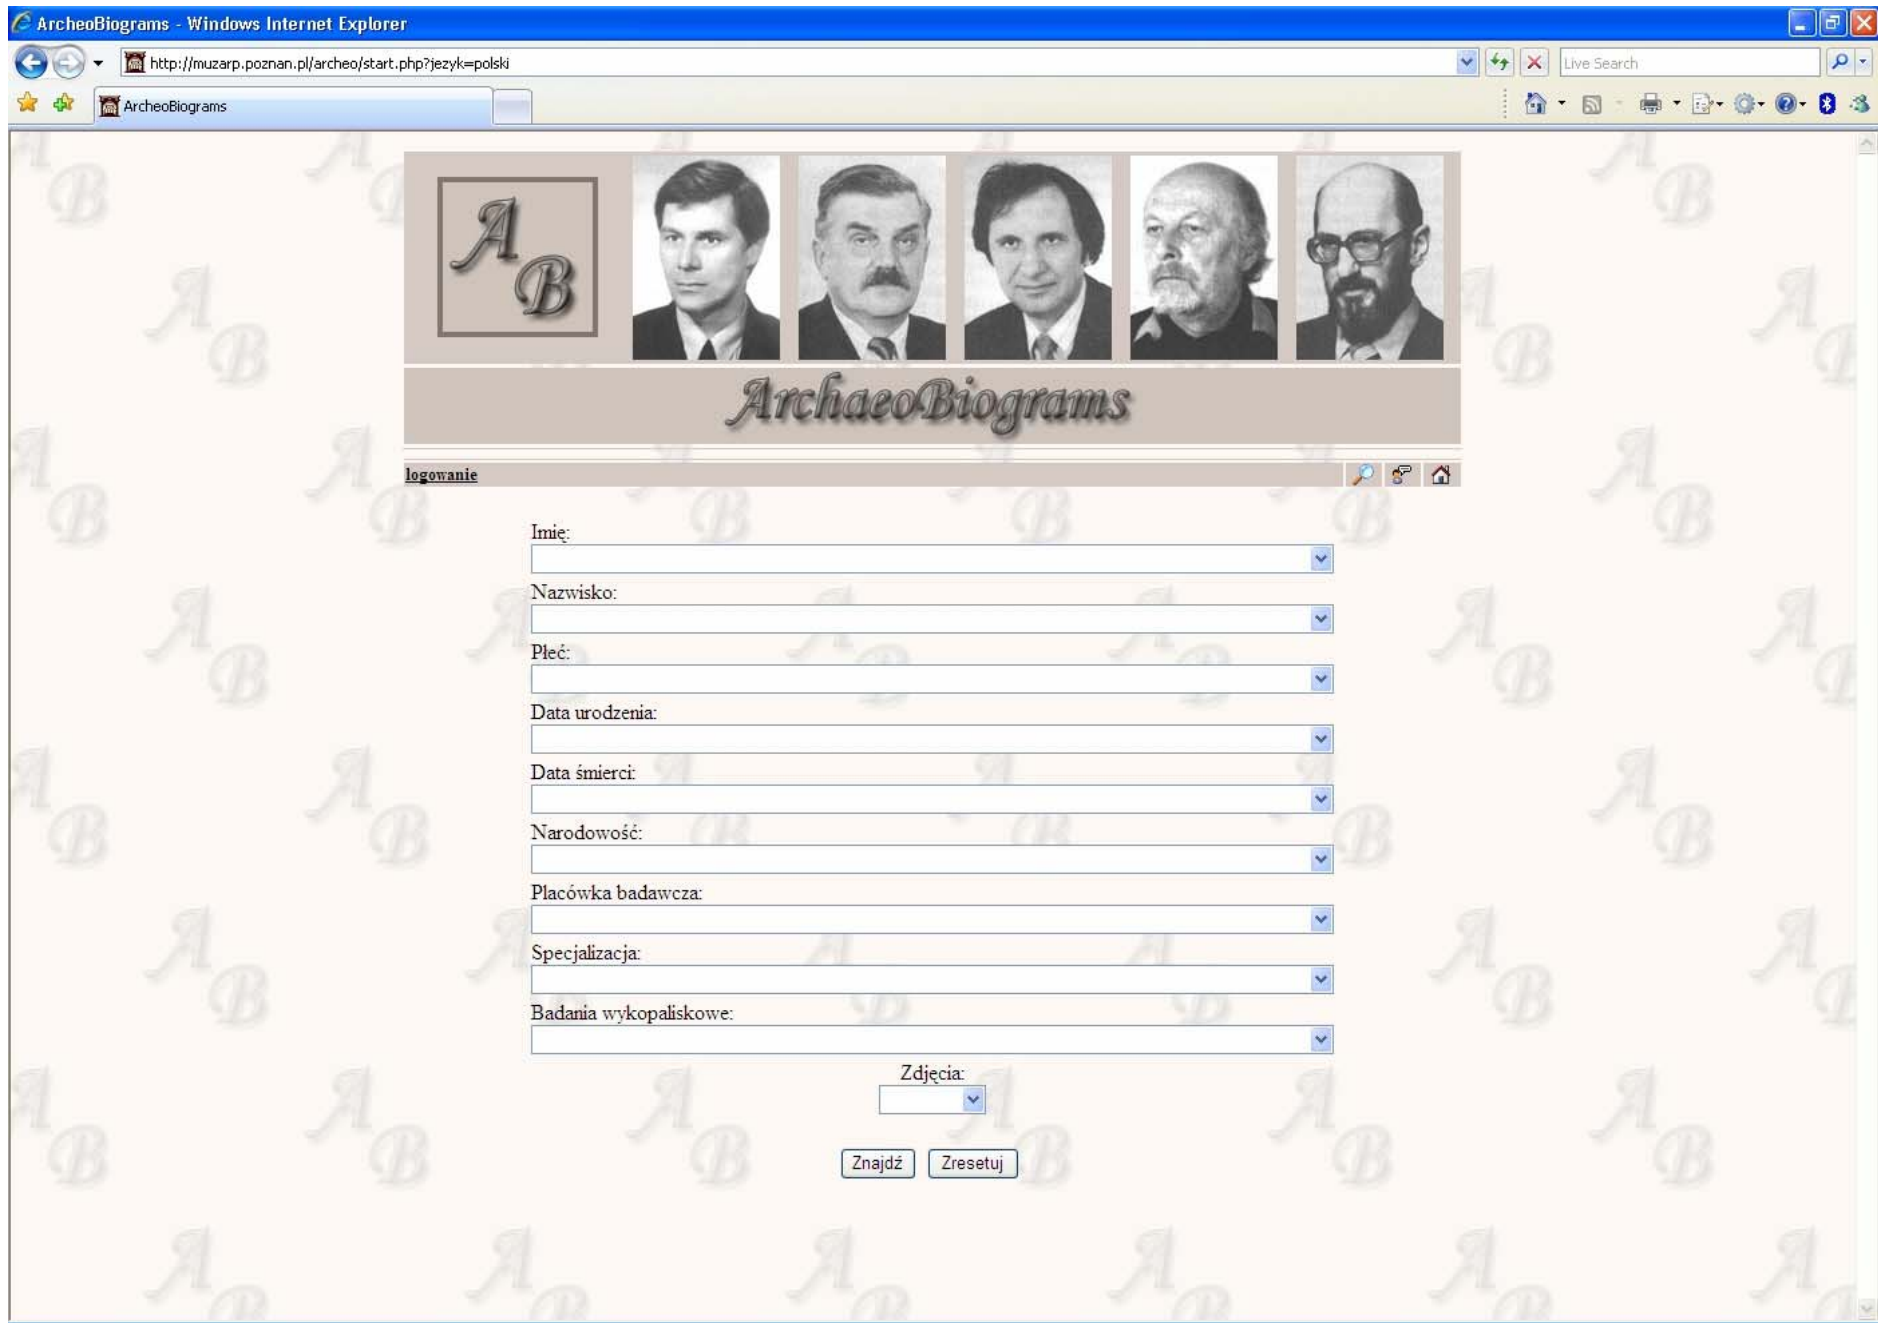 ArcheoBiograms - Windows Internet Explorer
http://muzarp.poznan.pl/archeo/start.php?jezyk=polski
Live Search
ArcheoBiograms
A
B
ArchaeoBiograms
logowanie
Imię:
Nazwisko:
Płeć:
Data urodzenia:
Data śmierci:
Narodowość:
Placówka badawcza:
Specjalizacja:
Badania wykopaliskowe:
Zdjęcia:
Znajdź Zresetuj